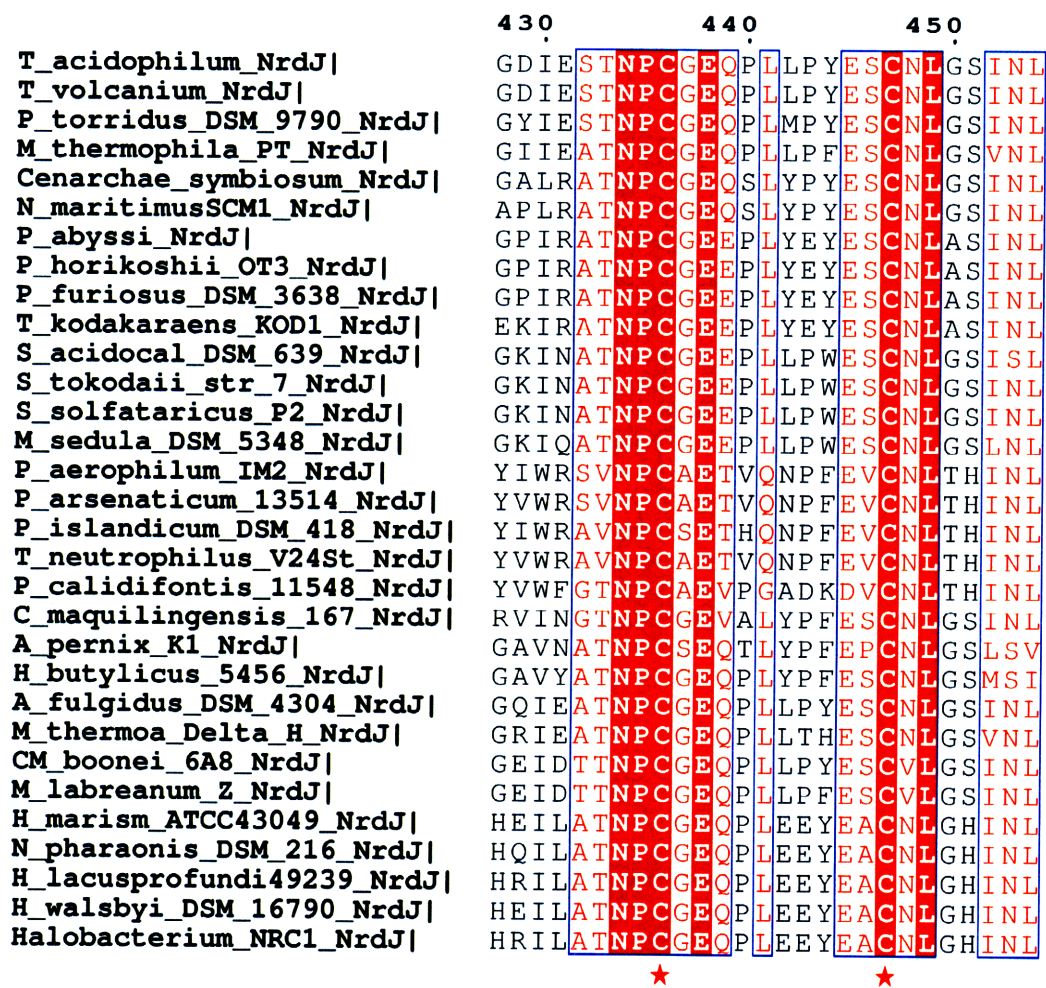 430 440 450
T_acidophilum_NrdJ| GDIESTNPCGEQPLLPYESCNLGSINL
T_volcanium_NrdJ| GDIESTNPCGEQPLLPYESCNLGSINL
P_torridus_DSM_9790_NrdJ| GYIESTNPCGEQPLMPYESCNLGSINL
M_thermophila_PT_NrdJ| GIIEATNPCGEQPLLPFESCNLGSVNL
Cenarchae_symbiosum_NrdJ| GALRATNPCGEQSLYPYESCNLGSINL
N_maritimusSCM1_NrdJ| APLRATNPCGEQSLYPYESCNLGSINL
P_abyssi_NrdJ| GPIRATNPCGEEPLYEYESCNLASINL
P_horikoshii_OT3_NrdJ| GPIRATNPCGEEPLYEYESCNLASINL
P_furiosus_DSM_3638_NrdJ| GPIRATNPCGEEPLYEYESCNLASINL
T_kodakaraens_KOD1_NrdJ| EKIRATNPCGEEPLYEYESCNLASINL
S_acidocal_DSM_639_NrdJ| GKINATNPCGEEPLLPWESCNLGSISL
S_tokodaii_str_7_NrdJ| GKINATNPCGEEPLLPWESCNLGSINL
S_solfataricus_P2_NrdJ| GKINATNPCGEEPLLPWESCNLGSINL
M_sedula_DSM_5348_NrdJ| GKIQATNPCGEEPLLPWESCNLGSLNL
P_aerophilum_IM2_NrdJ| YIWRSVNPCAETVQNPFEVCNLTHINL
P_arsenaticum_13514_NrdJ| YVWRSVNPCAETVQNPFEVCNLTHINL
P_islandicum_DSM_418_NrdJ| YIWRAVNPCSETHQNPFEVCNLTHINL
T_neutrophilus_V24St_NrdJ| YVWRAVNPCAETVQNPFEVCNLTHINL
P_calidifontis_11548_NrdJ| YVWFGTNPCAEVPGADKDVCNLTHINL
C_maquilingensis_167_NrdJ| RVINGTNPCGEVALYPFESCNLGSINL
A_pernix_K1_NrdJ| GAVNATNPCSEQTLYPFEPCNLGSLSV
H_butylicus_5456_NrdJ| GAVYATNPCGEQPLYPFESCNLGSMSI
A_fulgidus_DSM_4304_NrdJ| GQIEATNPCGEQPLLPYESCNLGSINL
M_thermoa_Delta_H_NrdJ| GRIEATNPCGEQPLLTHESCNLGSVNL
CM_boonei_6A8_NrdJ| GEIDTTNPCGEQPLLPYESCVLGSINL
M_labreanum_Z_NrdJ| GEIDTTNPCGEQPLLPFESCVLGSINL
H_marism_ATCC43049_NrdJ| HEILATNPCGEQPLEEYEACNLGHINL
N_pharaonis_DSM_216_NrdJ| HQILATNPCGEQPLEEYEACNLGHINL
H_lacusprofundi49239_NrdJ| HRILATNPCGEQPLEEYEACNLGHINL
H_walsbyi_DSM_16790_NrdJ| HEILATNPCGEQPLEEYEACNLGHINL
Halobacterium_NRC1_NrdJ| HRILATNPCGEQPLEEYEACNLGHINL